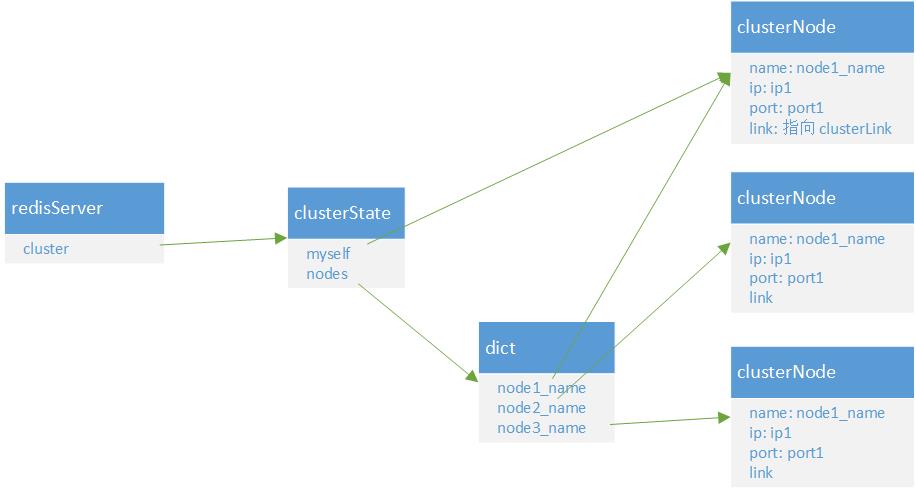 redisServer
cluster
clusterState
myself
nodes
dict
node1_name
node2_name
node3_name
clusterNode
name: node1_name
ip: ip1
port: port1
link: 指向 clusterLink
clusterNode
name: node1_name
ip: ip1
port: port1
link
clusterNode
name: node1_name
ip: ip1
port: port1
link